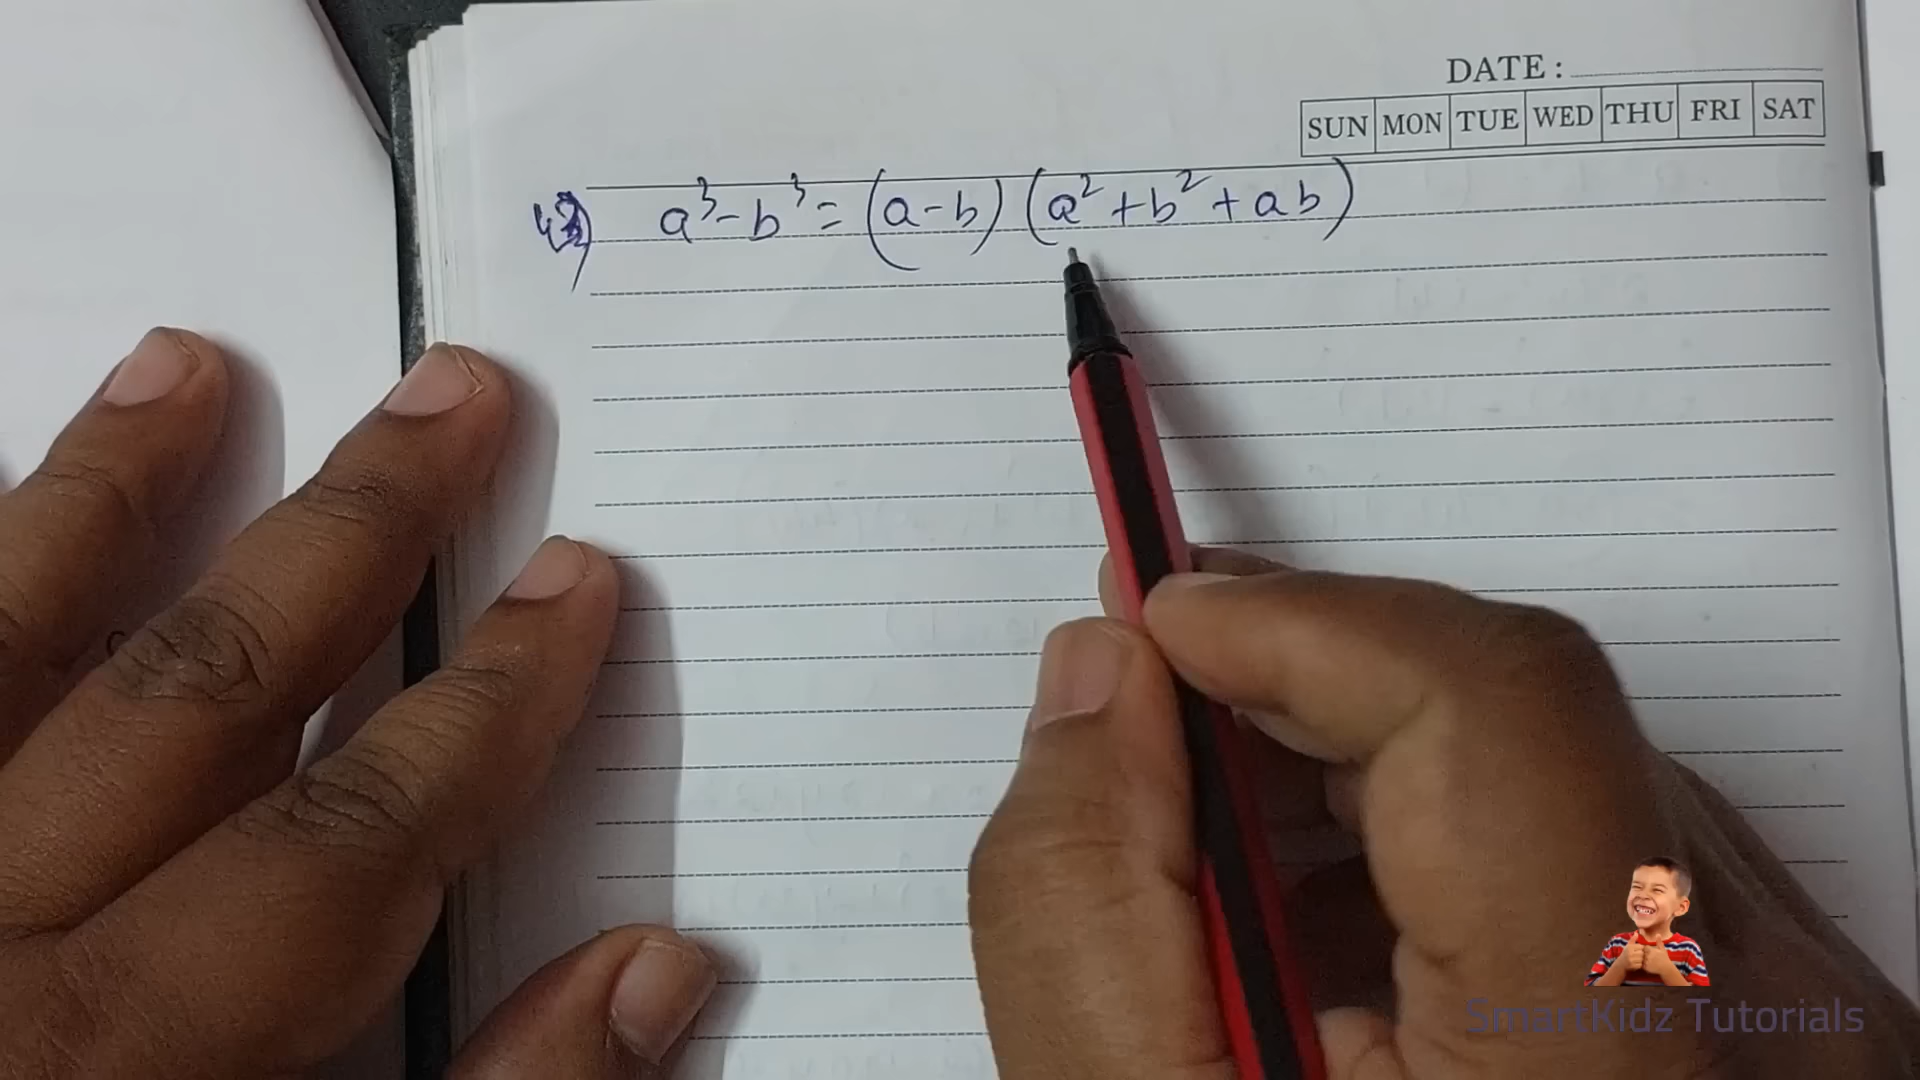 DATE :
SUN MON TUE WED THU FRI SAT
a³-b³ = (a-b) (a²+b²+ab)
SmartKidz Tutorials